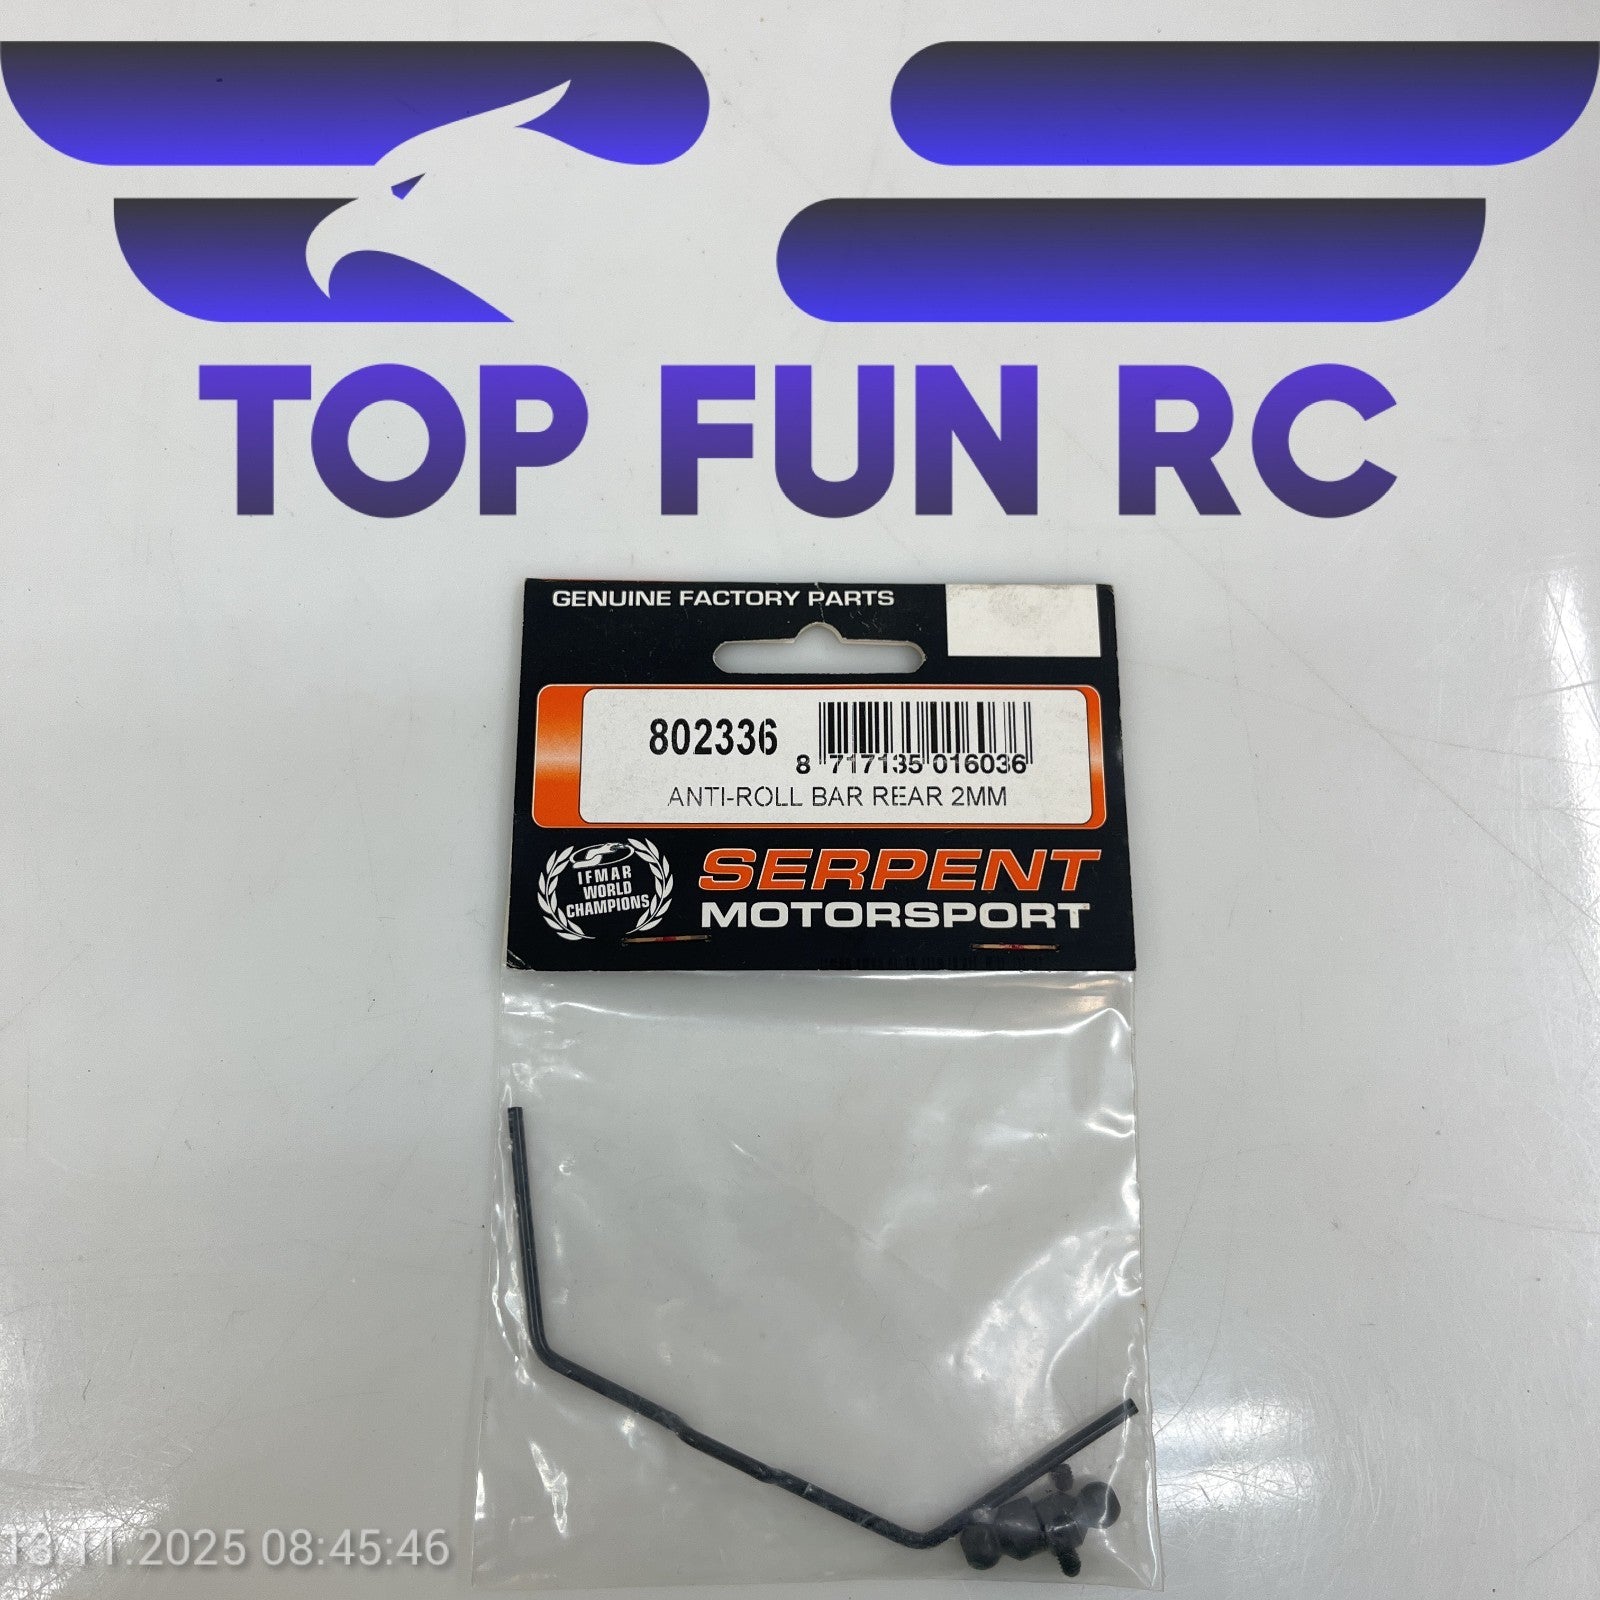 TOP FUN RC
GENUINE FACTORY PARTS
802336
8 717135 016036
ANTI-ROLL BAR REAR 2MM
IFMAR
WORLD
CHAMPIONS
SERPENT
MOTORSPORT
13.11.2025 08:45:46